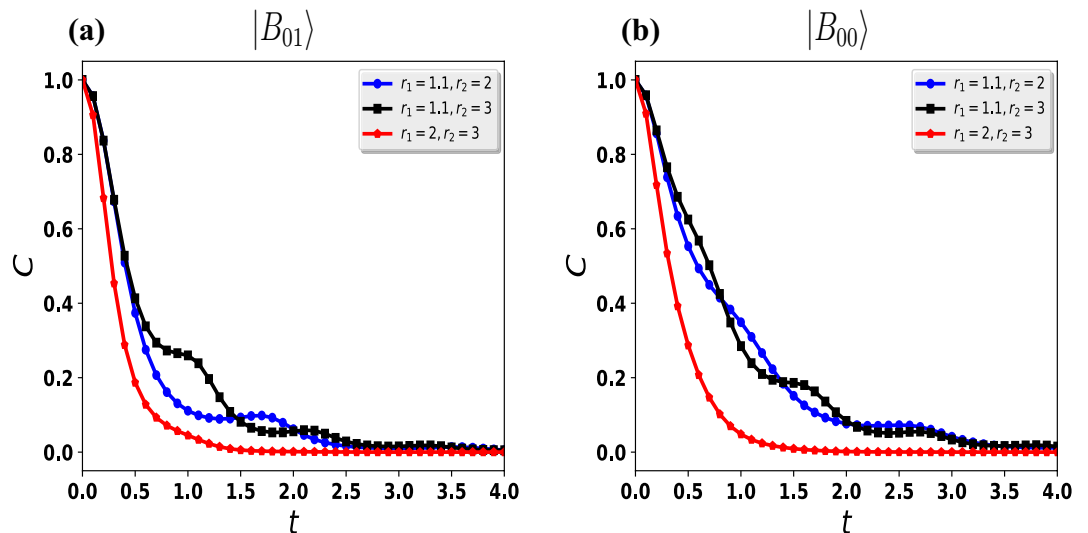 (a) |B₀₁⟩
1.0
0.8
0.6
0.4
0.2
0.0
C
r₁ = 1.1, r₂ = 2
r₁ = 1.1, r₂ = 3
r₁ = 2, r₂ = 3
0.0 0.5 1.0 1.5 2.0 2.5 3.0 3.5 4.0
t
(b) |B₀₀⟩
1.0
0.8
0.6
0.4
0.2
0.0
C
r₁ = 1.1, r₂ = 2
r₁ = 1.1, r₂ = 3
r₁ = 2, r₂ = 3
0.0 0.5 1.0 1.5 2.0 2.5 3.0 3.5 4.0
t